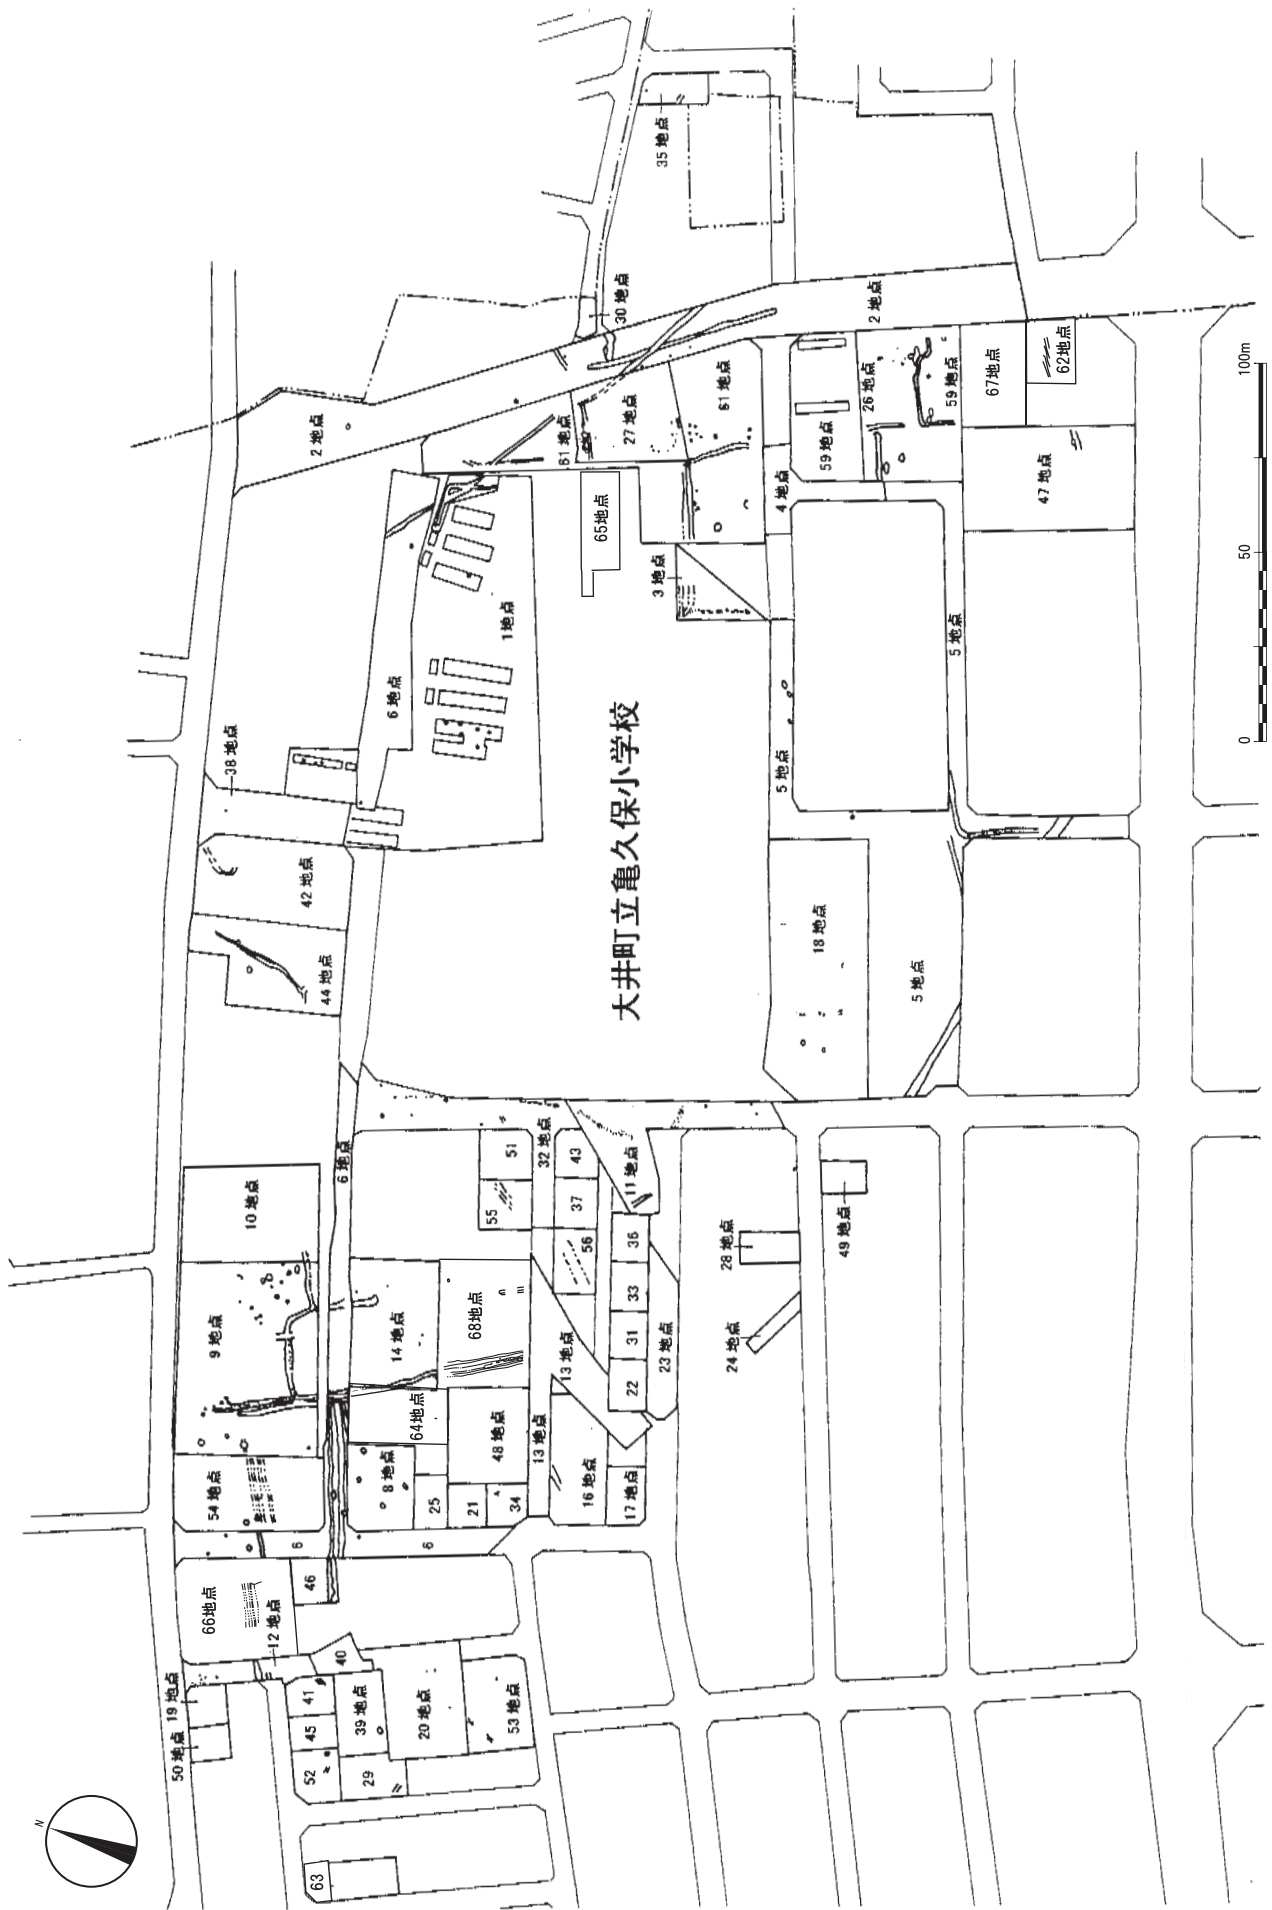 N
63
50地点
19地点
66地点
12地点
46
40
41
45
52
39地点
29
20地点
53地点
54地点
6
6
9地点
10地点
6地点
8地点
25
21
34
64地点
48地点
14地点
68地点
13地点
13地点
16地点
17地点
51
55
32地点
43
37
56
11地点
36
33
31
22
23地点
28地点
24地点
49地点
44地点
42地点
38地点
6地点
1地点
大井町立亀久保小学校
2地点
61地点
27地点
61地点
65地点
3地点
4地点
30地点
35地点
2地点
59地点
26地点
59地点
67地点
62地点
47地点
5地点
5地点
18地点
5地点
0
50
100m